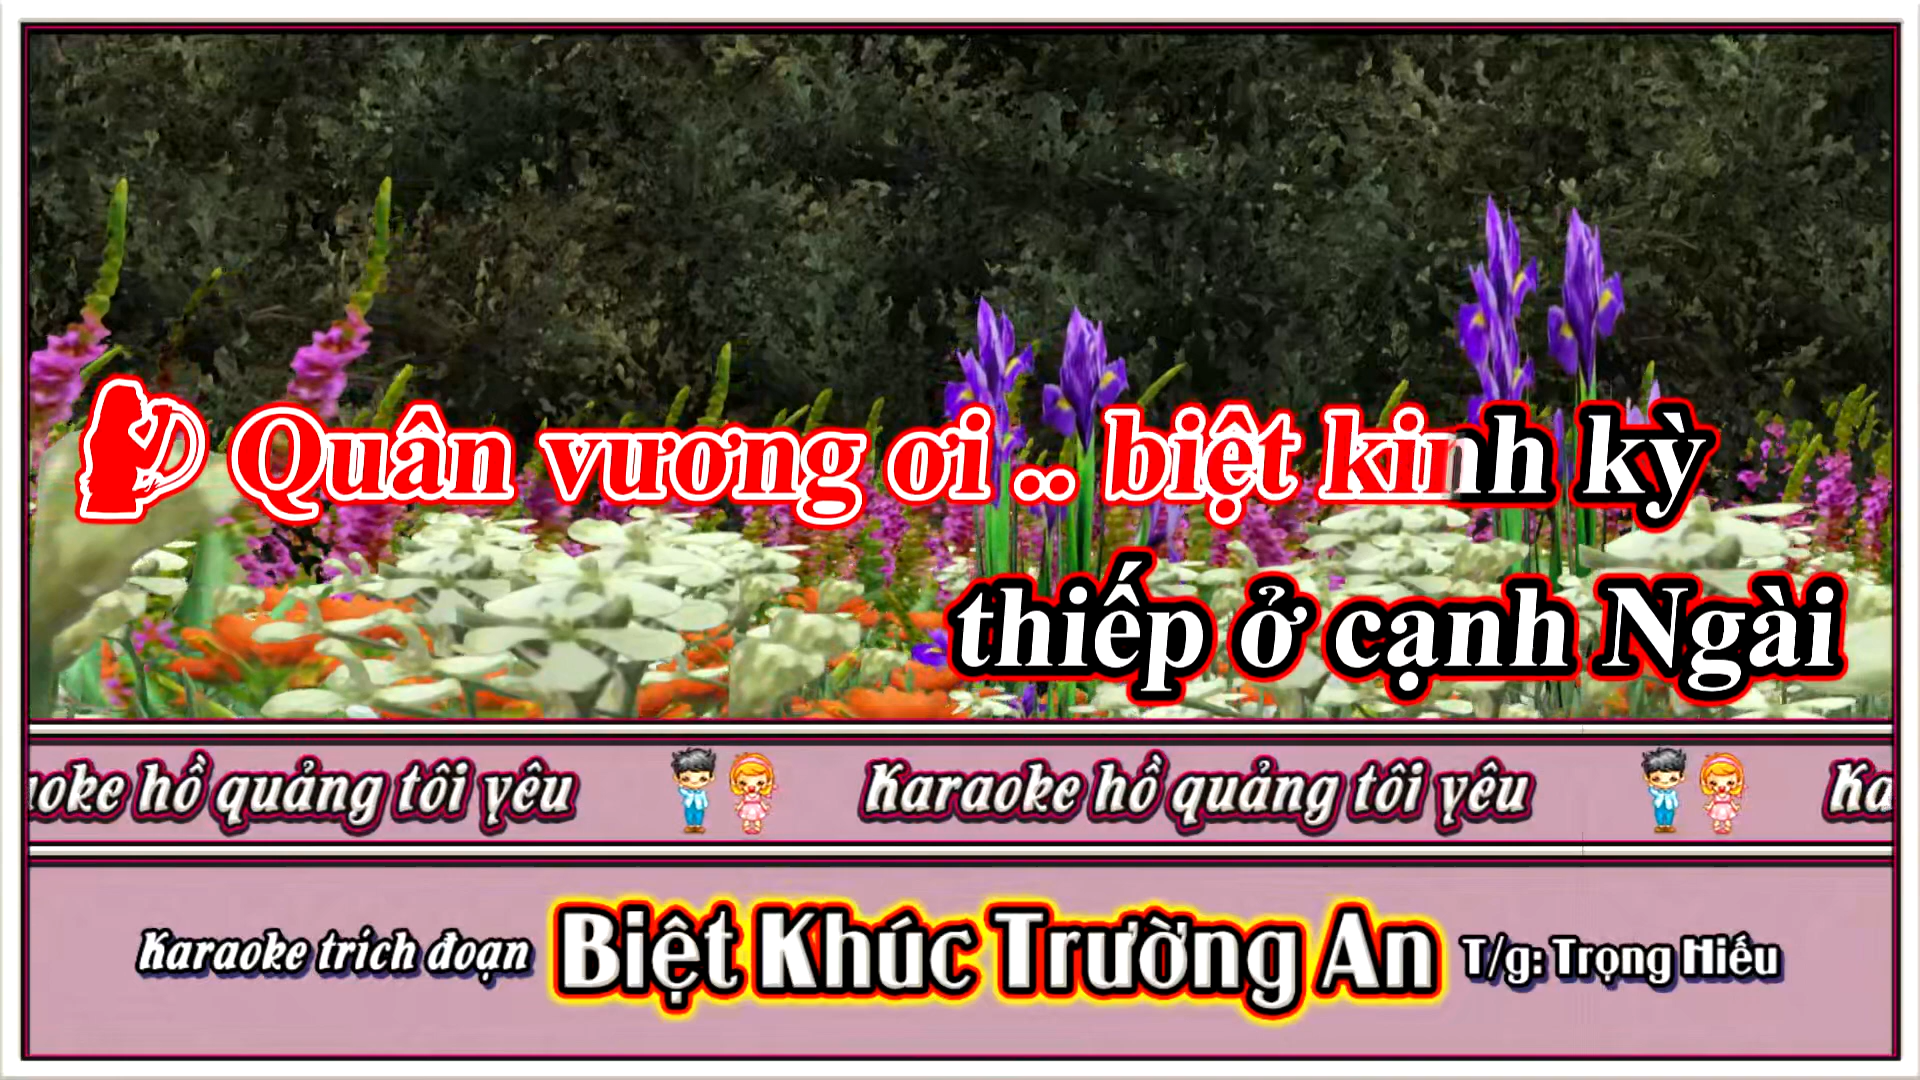 Quân vương ơi .. biệt kinh kỳ
thiếp ở cạnh Ngài
aoke hồ quảng tôi yêu Karaoke hồ quảng tôi yêu Ka
Karaoke trích đoạn Biệt Khúc Trường An T/g: Trọng Hiếu